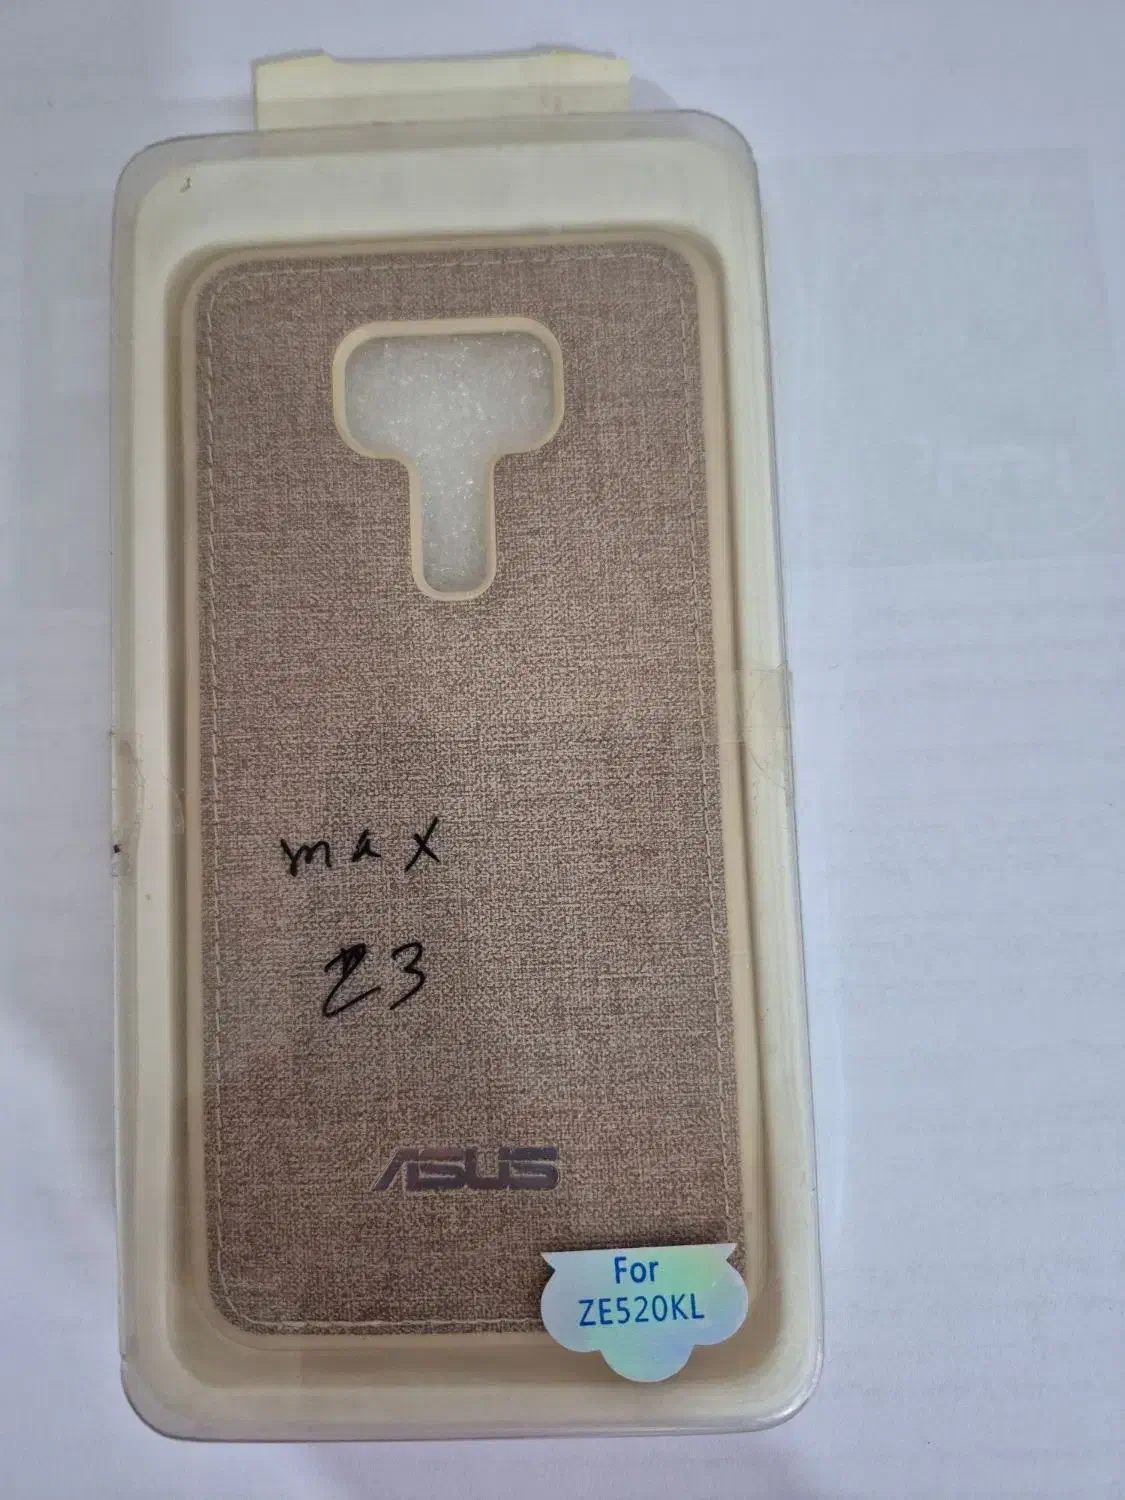 max
Z3
ASUS
For
ZE520KL